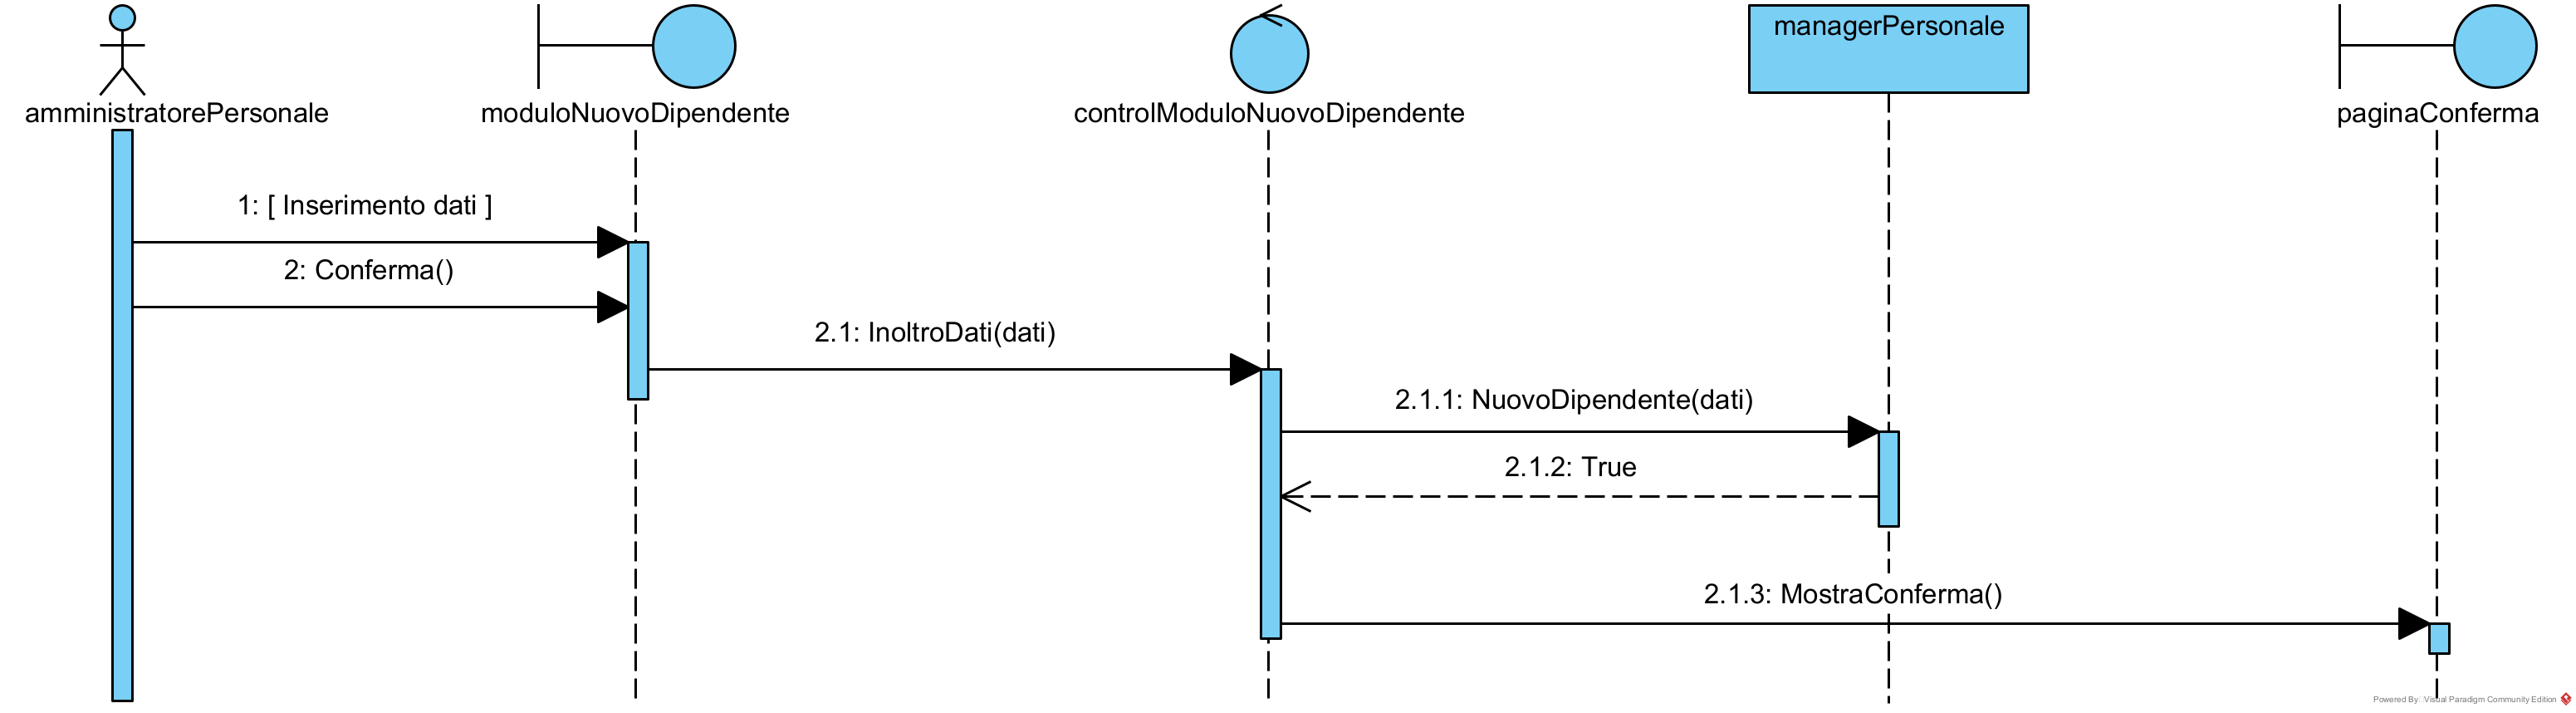 amministratorePersonale
moduloNuovoDipendente
controlModuloNuovoDipendente
managerPersonale
paginaConferma
1: [ Inserimento dati ]
2: Conferma()
2.1: InoltroDati(dati)
2.1.1: NuovoDipendente(dati)
2.1.2: True
2.1.3: MostraConferma()
Powered By: Visual Paradigm Community Edition